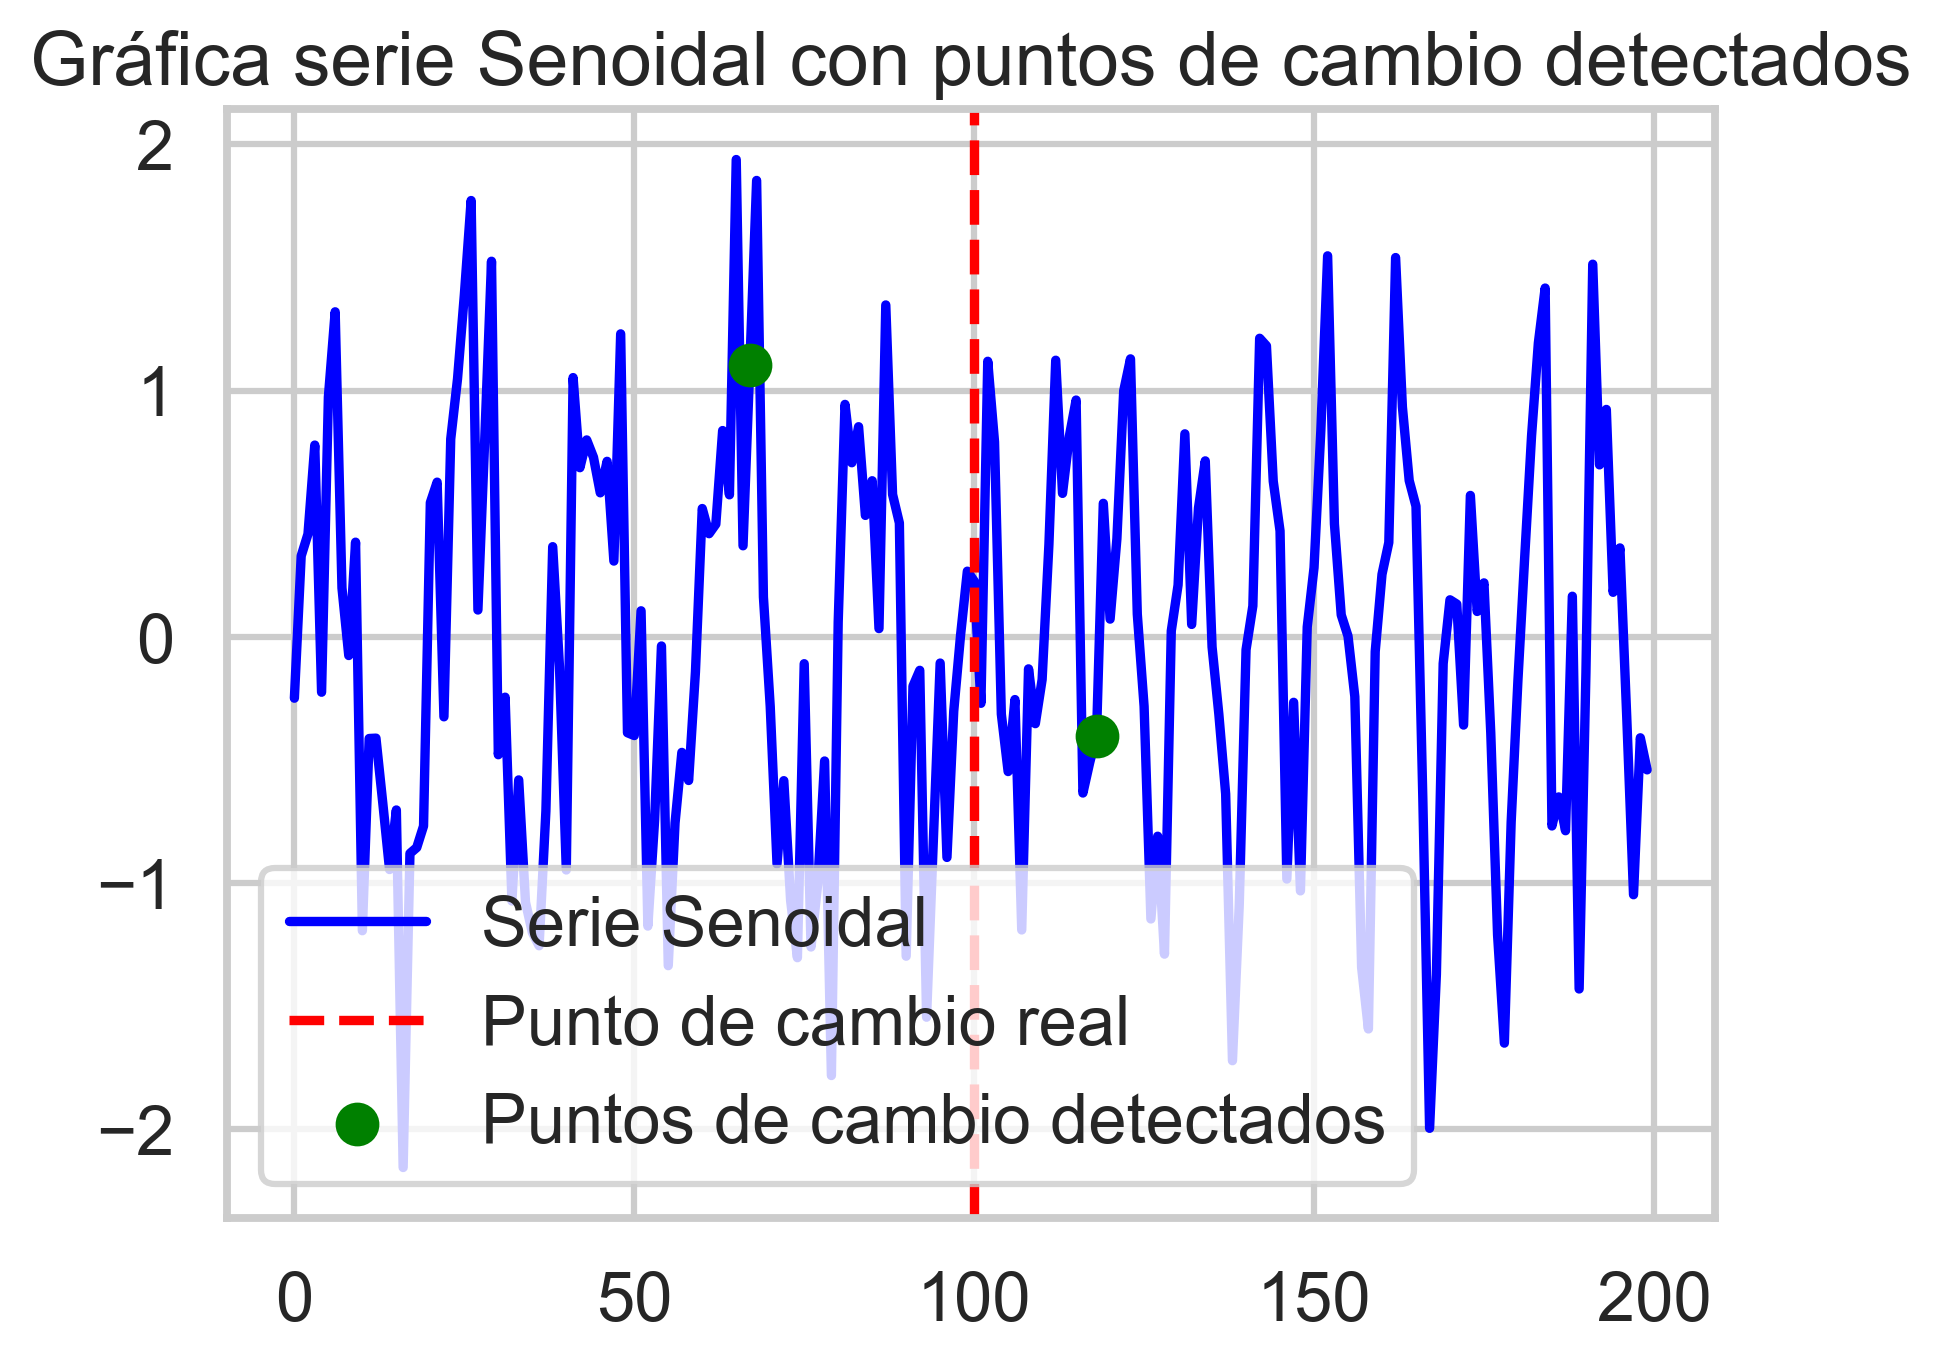 Gráfica serie Senoidal con puntos de cambio detectados
2
1
0
−1
−2
Serie Senoidal
Punto de cambio real
Puntos de cambio detectados
0 50 100 150 200